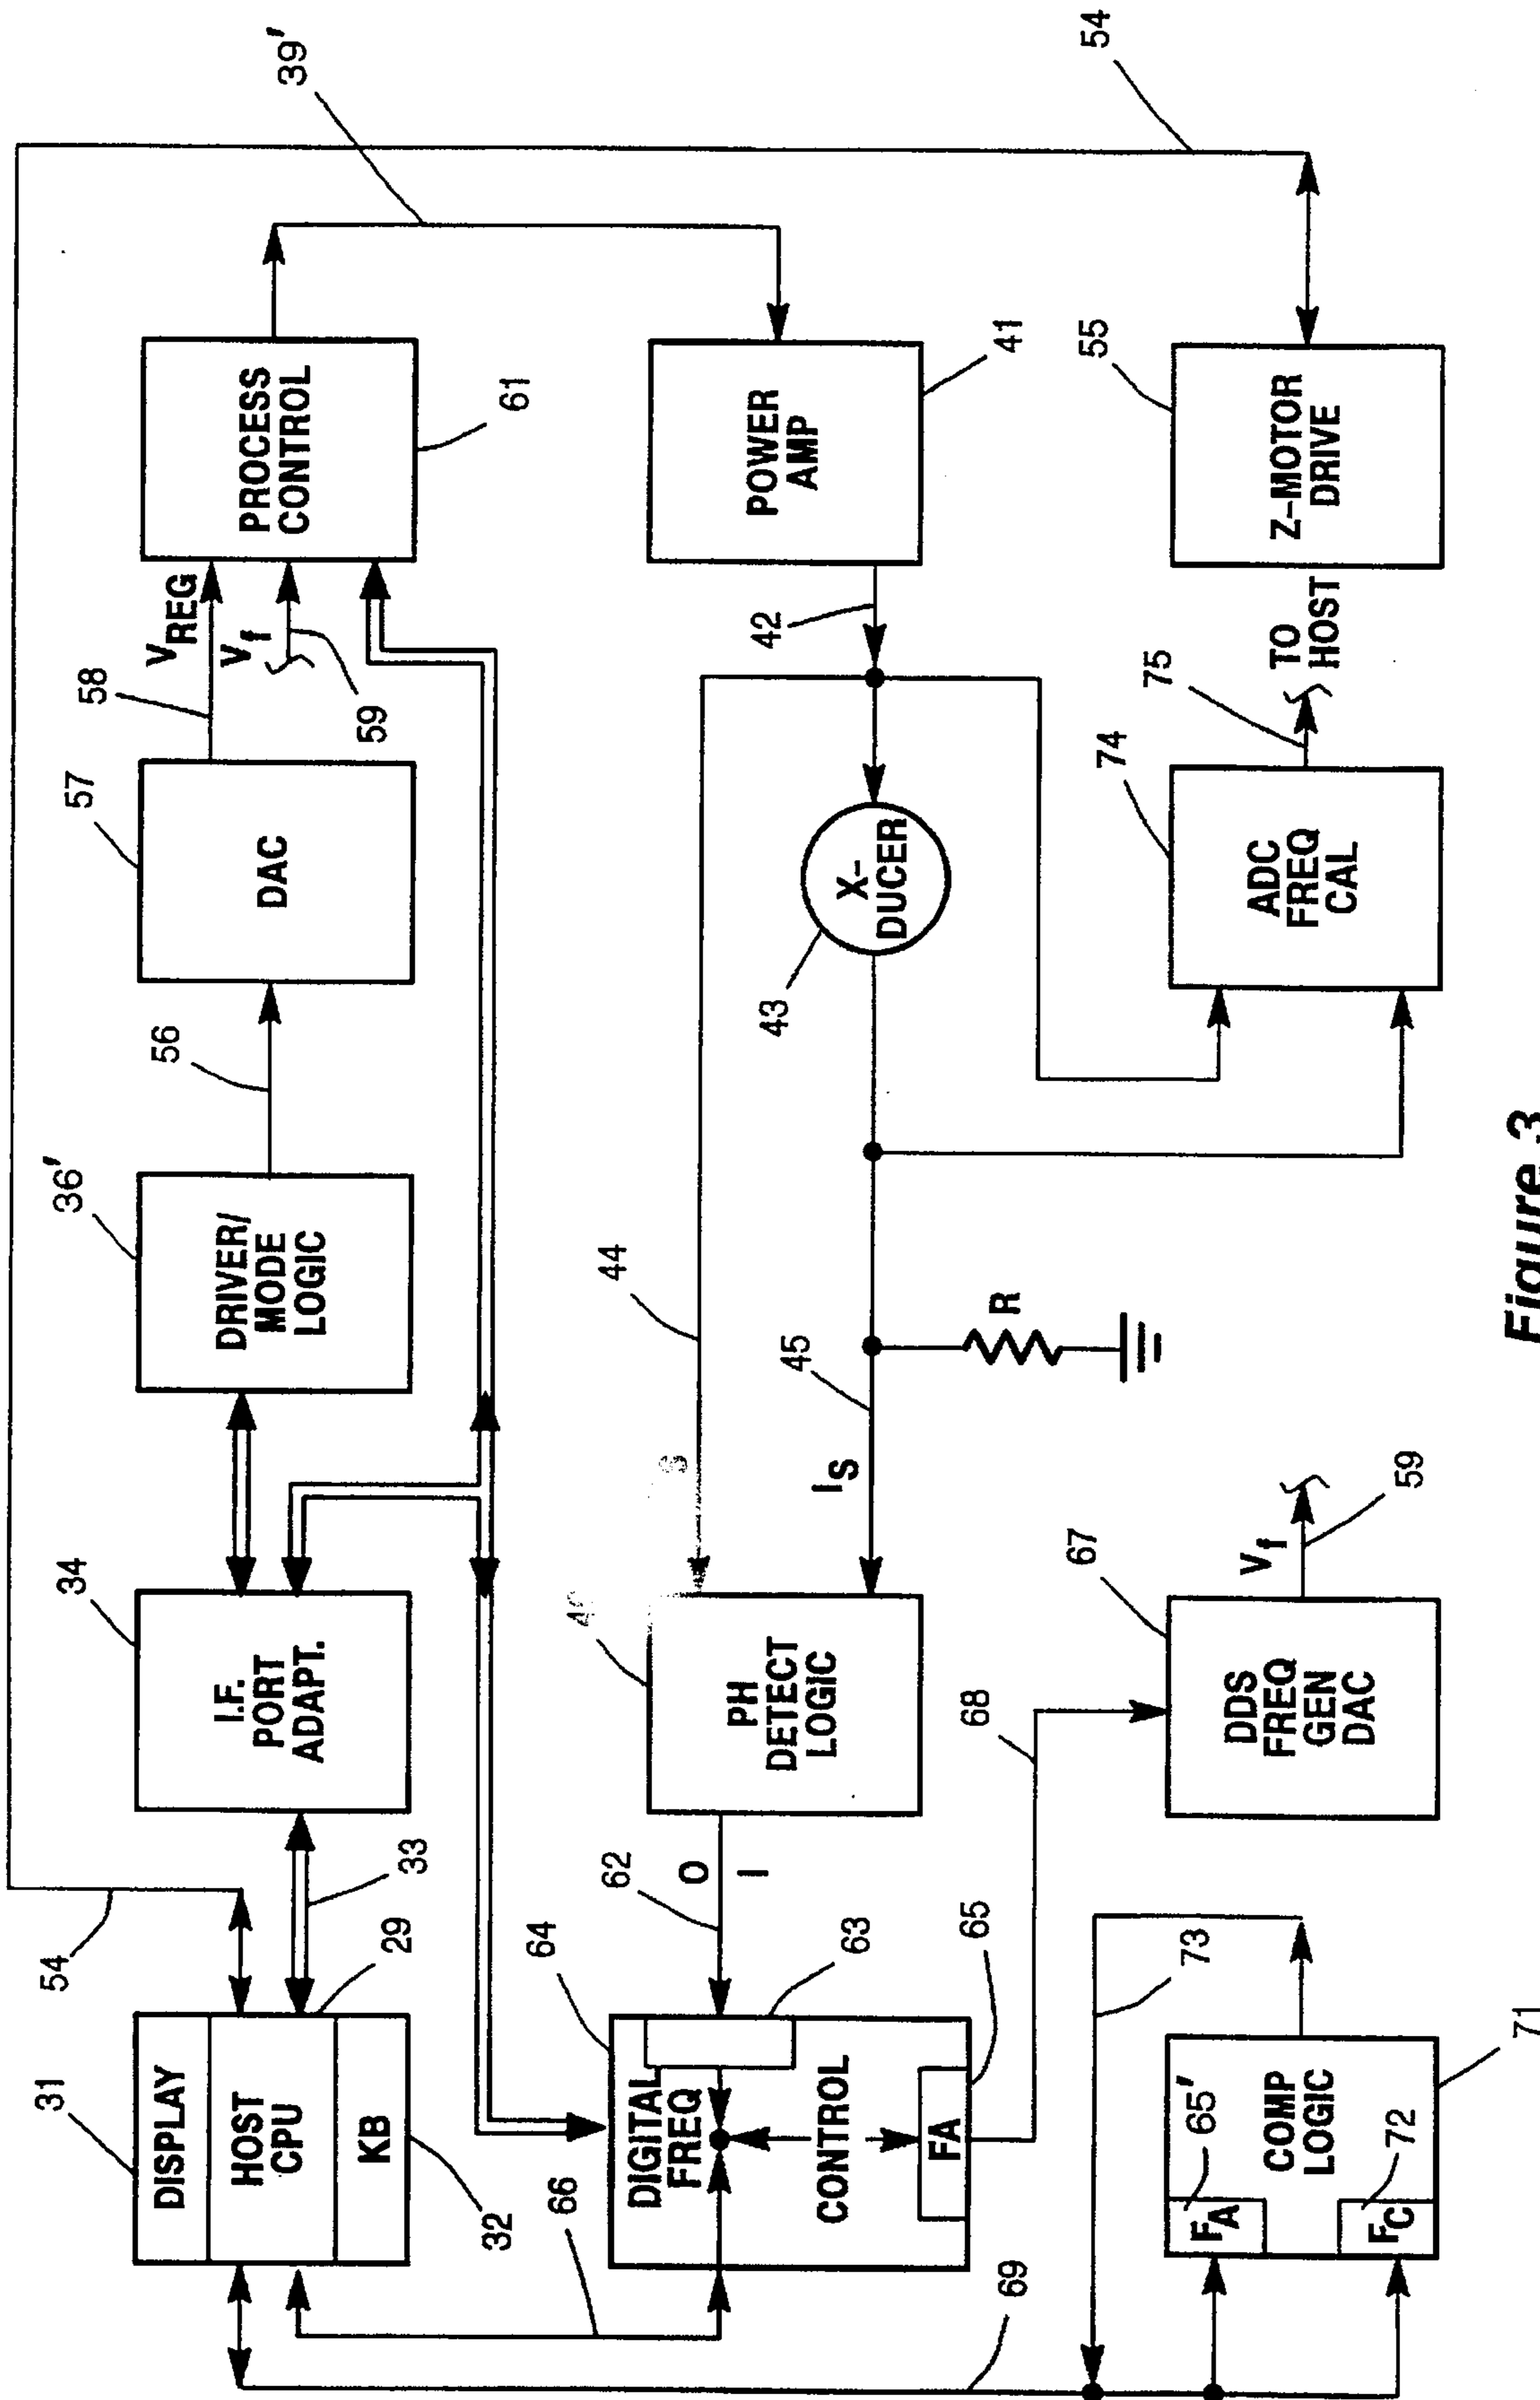 54
31
DISPLAY
HOST
CPU
KB
29
32
33
34
I.F.
PORT
ADAPT.
36'
DRIVER/
MODE
LOGIC
56
57
DAC
58
V_REG
V_f
59
PROCESS
CONTROL
61
39'
54
66
64
DIGITAL
FREQ
CONTROL
FA
63
65
62
0
1
PH
DETECT
LOGIC
44
I_S
45
R
43
X-
DUCER
42
POWER
AMP
41
69
73
65'
F_A
72
F_C
COMP
LOGIC
71
68
67
DDS
FREQ
GEN
DAC
V_f
59
74
ADC
FREQ
CAL
75
TO
HOST
55
Z-MOTOR
DRIVE
Figure 3